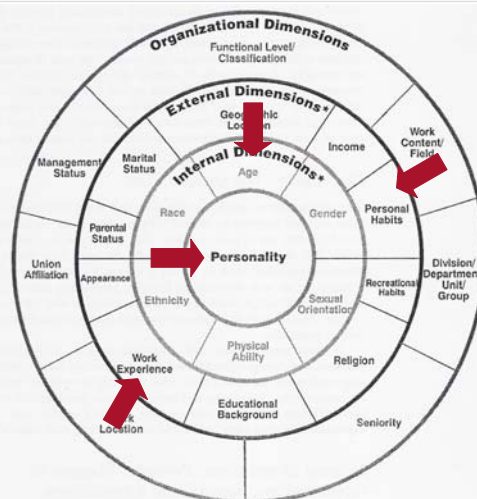 Organizational Dimensions
Functional Level/
Classification
External Dimensions*
Geographic
Marital
Status
Income
Management
Status
Work
Content/
Field
Internal Dimensions*
Age
Race
Gender
Parental
Status
Personal
Habits
Union
Affiliation
Appearance
Personality
Recreational
Habits
Division/
Department
Unit/
Group
Ethnicity
Sexual
Orientation
Physical
Ability
Work
Experience
Religion
Educational
Background
Location
Seniority